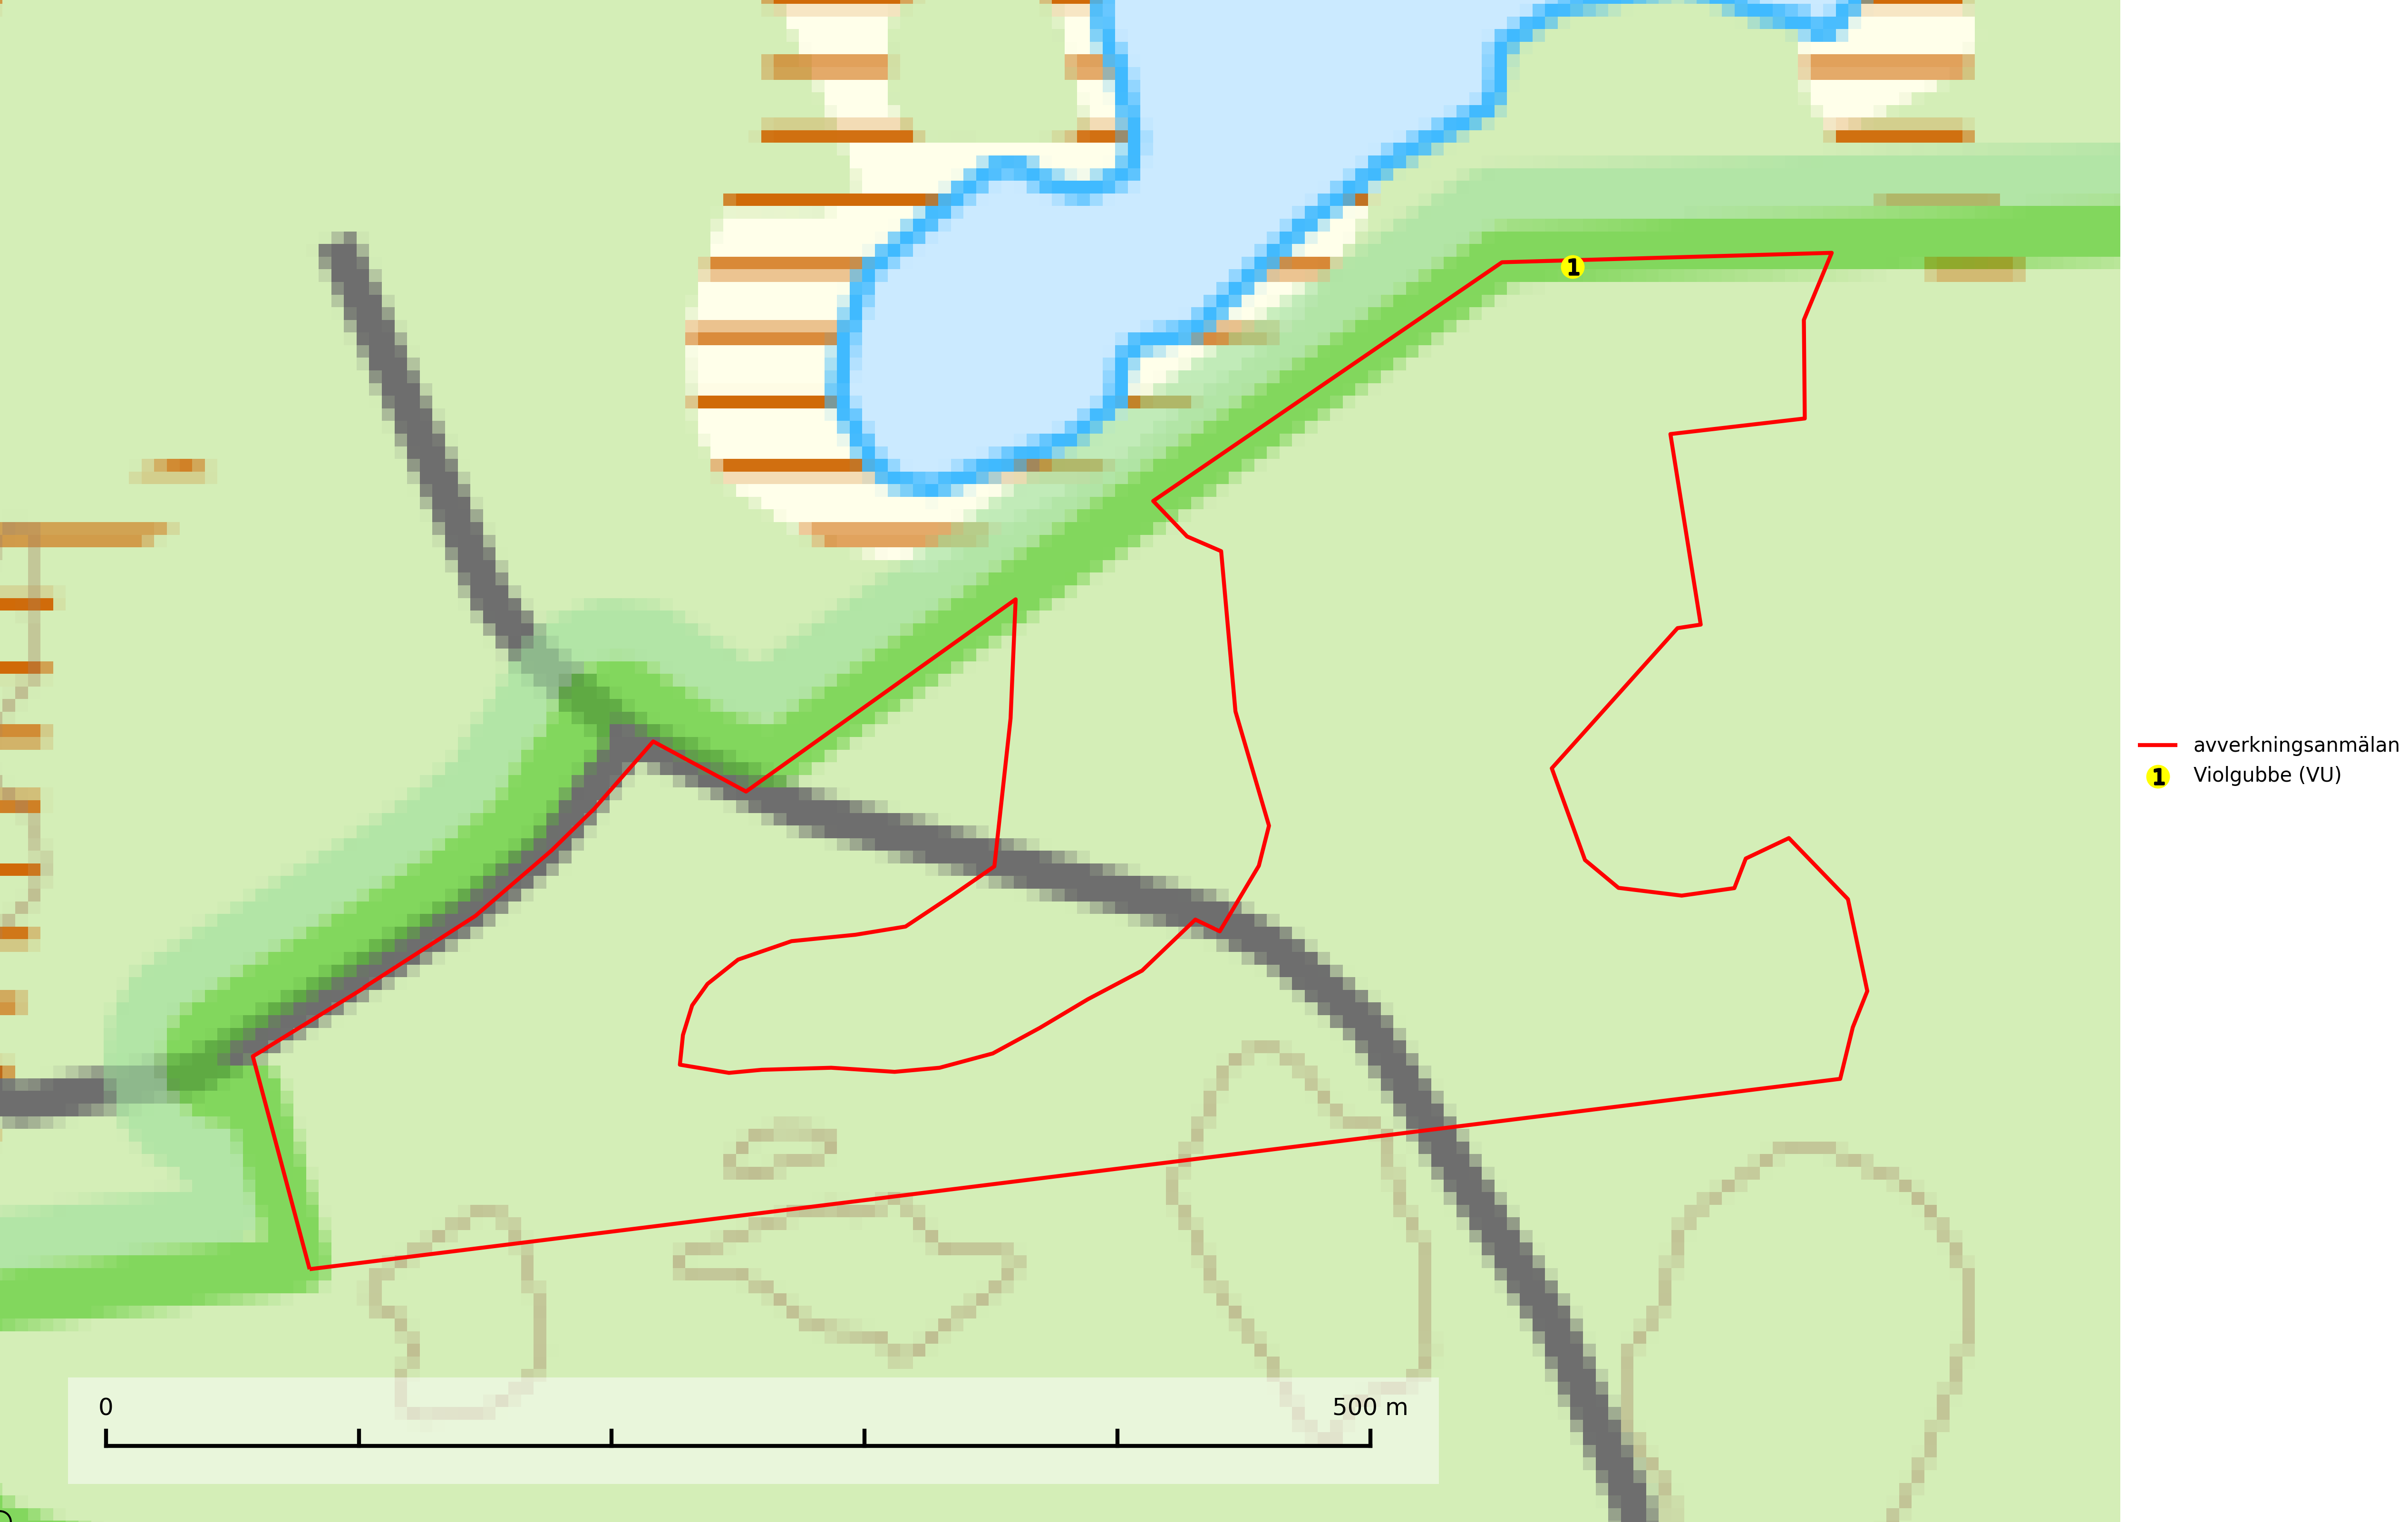 1
avverkningsanmälan
1 Violgubbe (VU)
0 500 m